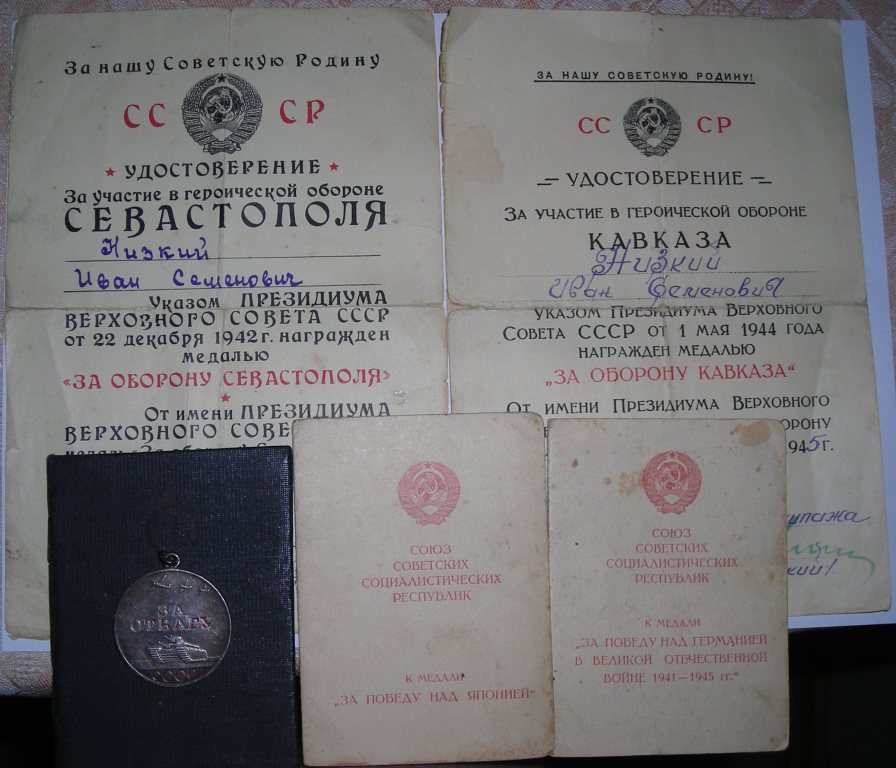 За нашу Советскую Родину
СС СР
УДОСТОВЕРЕНИЕ
За участие в героической обороне
СЕВАСТОПОЛЯ
Низкий
Иван Семенович
Указом ПРЕЗИДИУМА
ВЕРХОВНОГО СОВЕТА СССР
от 22 декабря 1942 г. награжден
медалью
«ЗА ОБОРОНУ СЕВАСТОПОЛЯ»
От имени ПРЕЗИДИУМА
ВЕРХОВНОГО СОВЕ
ЗА НАШУ СОВЕТСКУЮ РОДИНУ!
СС СР
— УДОСТОВЕРЕНИЕ —
ЗА УЧАСТИЕ В ГЕРОИЧЕСКОЙ ОБОРОНЕ
КАВКАЗА
Низкий
Иван Семенович
УКАЗОМ ПРЕЗИДИУМА ВЕРХОВНОГО
СОВЕТА СССР ОТ 1 МАЯ 1944 ГОДА
НАГРАЖДЕН МЕДАЛЬЮ
„ЗА ОБОРОНУ КАВКАЗА“
ОТ ИМЕНИ ПРЕЗИДИУМА ВЕРХОВНОГО
ОРОНУ
945 г.
ЗА
ОТВАГУ
СССР
СОЮЗ
СОВЕТСКИХ
СОЦИАЛИСТИЧЕСКИХ
РЕСПУБЛИК
К МЕДАЛИ
„ЗА ПОБЕДУ НАД ЯПОНИЕЙ“
СОЮЗ
СОВЕТСКИХ
СОЦИАЛИСТИЧЕСКИХ
РЕСПУБЛИК
К МЕДАЛИ
„ЗА ПОБЕДУ НАД ГЕРМАНИЕЙ
В ВЕЛИКОЙ ОТЕЧЕСТВЕННОЙ
ВОЙНЕ 1941—1945 гг.“